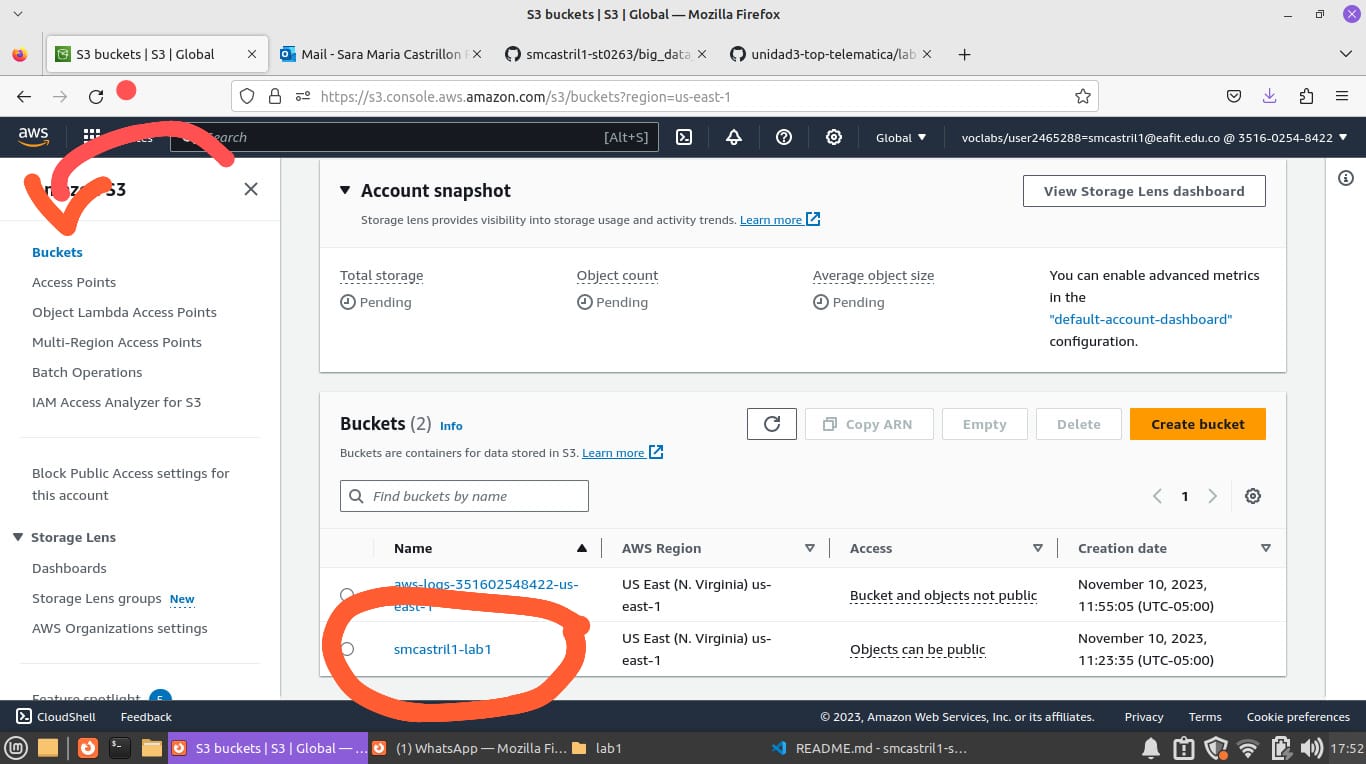 S3 buckets | S3 | Global — Mozilla Firefox
S3 buckets | S3 | Global
Mail - Sara Maria Castrillon
smcastril1-st0263/big_data
unidad3-top-telematica/lab
https://s3.console.aws.amazon.com/s3/buckets?region=us-east-1
aws
[Alt+S]
Global
voclabs/user2465288=smcastril1@eafit.edu.co @ 3516-0254-8422
S3
Buckets
Access Points
Object Lambda Access Points
Multi-Region Access Points
Batch Operations
IAM Access Analyzer for S3
Block Public Access settings for
this account
Storage Lens
Dashboards
Storage Lens groups New
AWS Organizations settings
Feature spotlight 5
Account snapshot
View Storage Lens dashboard
Storage lens provides visibility into storage usage and activity trends. Learn more
Total storage
Pending
Object count
Pending
Average object size
Pending
You can enable advanced metrics
in the
"default-account-dashboard"
configuration.
Buckets (2) Info
Copy ARN
Empty
Delete
Create bucket
Buckets are containers for data stored in S3. Learn more
Find buckets by name
1
Name
AWS Region
Access
Creation date
aws-logs-351602548422-us-
east-1
US East (N. Virginia) us-
east-1
Bucket and objects not public
November 10, 2023,
11:55:05 (UTC-05:00)
smcastril1-lab1
US East (N. Virginia) us-
east-1
Objects can be public
November 10, 2023,
11:23:35 (UTC-05:00)
CloudShell
Feedback
© 2023, Amazon Web Services, Inc. or its affiliates.
Privacy
Terms
Cookie preferences
S3 buckets | S3 | Global — ...
(1) WhatsApp — Mozilla Fi...
lab1
README.md - smcastril1-s...
17:52